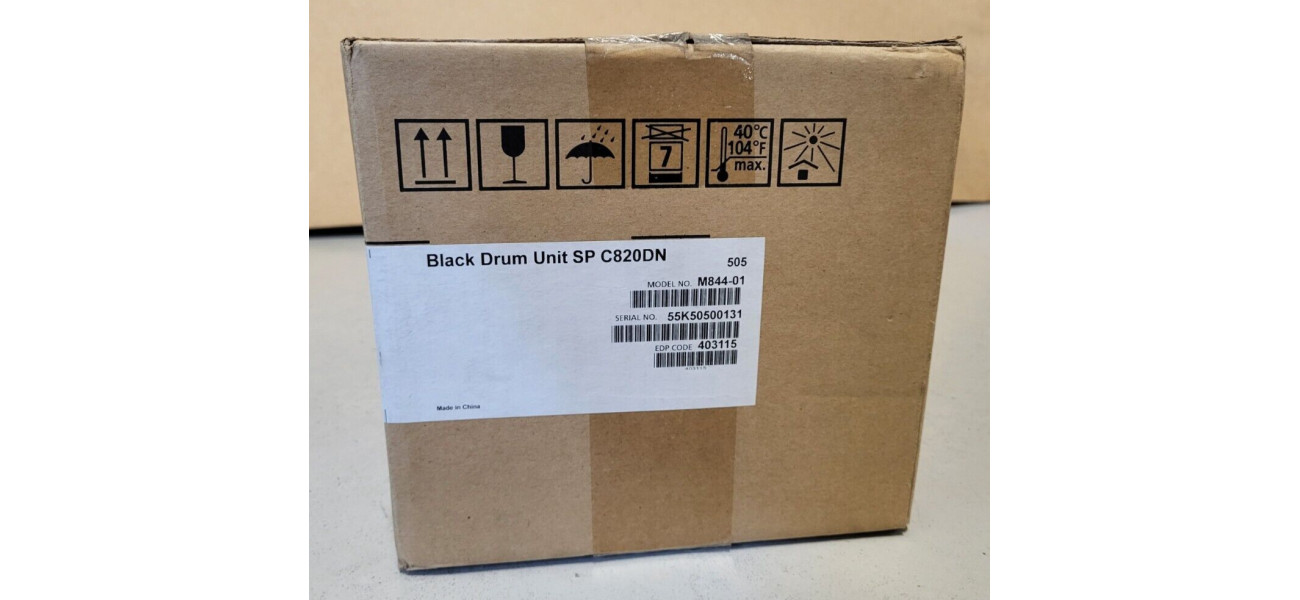 7
40°C
104°F
max.
Black Drum Unit SP C820DN
505
MODEL NO. M844-01
SERIAL NO. 55K50500131
EDP CODE 403115
Made in China